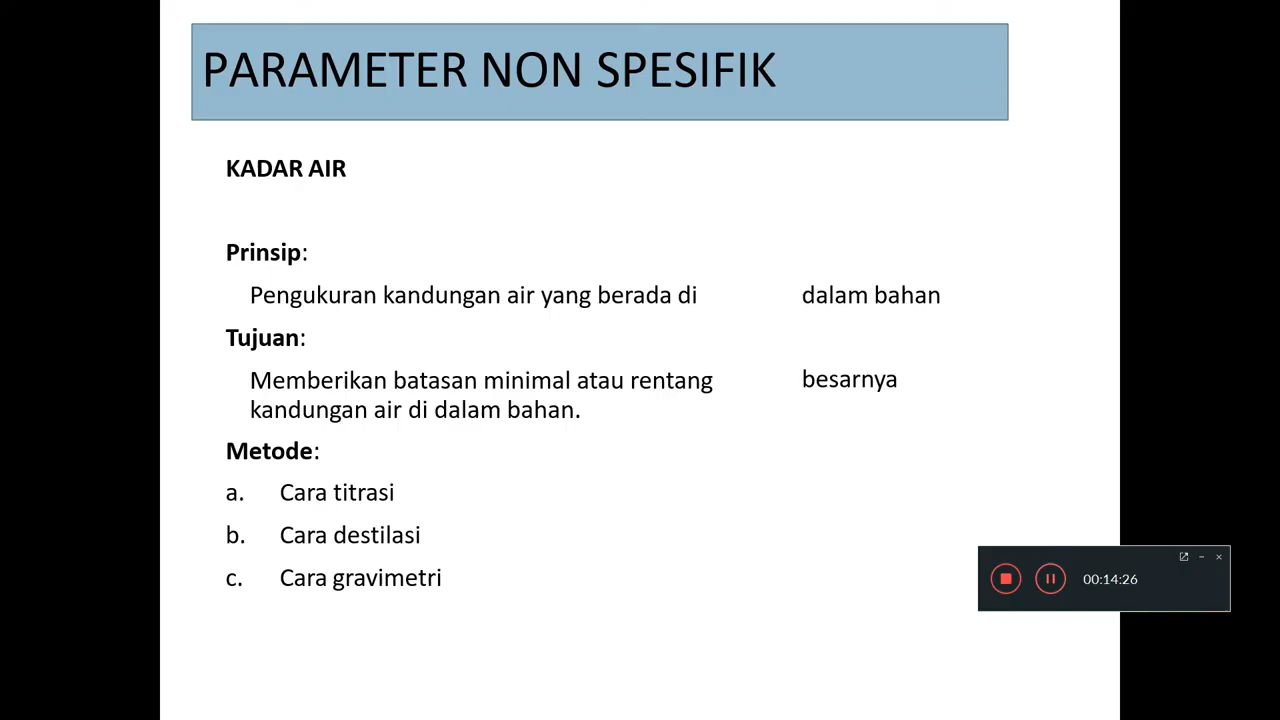 PARAMETER NON SPESIFIK
KADAR AIR
Prinsip:
Pengukuran kandungan air yang berada di dalam bahan
Tujuan:
Memberikan batasan minimal atau rentang besarnya
kandungan air di dalam bahan.
Metode:
a. Cara titrasi
b. Cara destilasi
c. Cara gravimetri
00:14:26